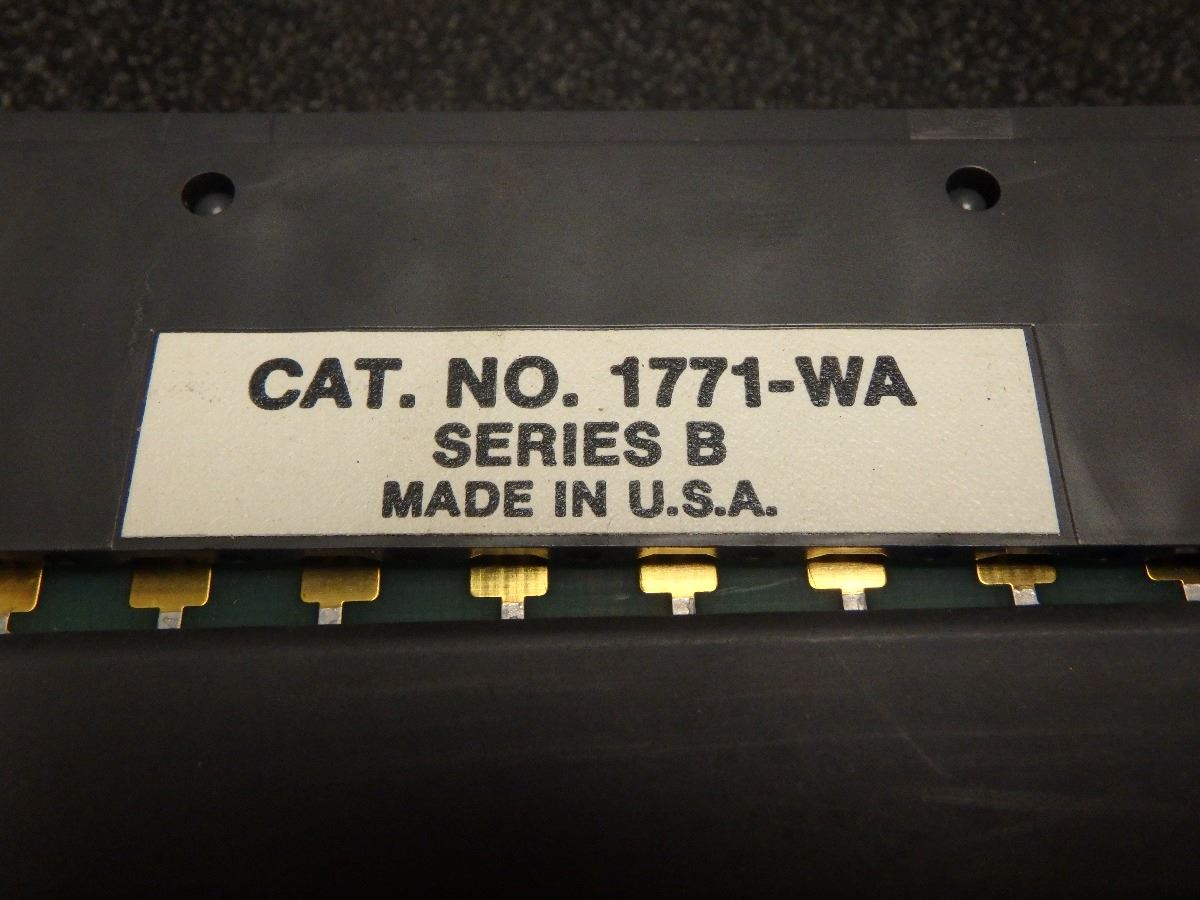 CAT. NO. 1771-WA
SERIES B
MADE IN U.S.A.